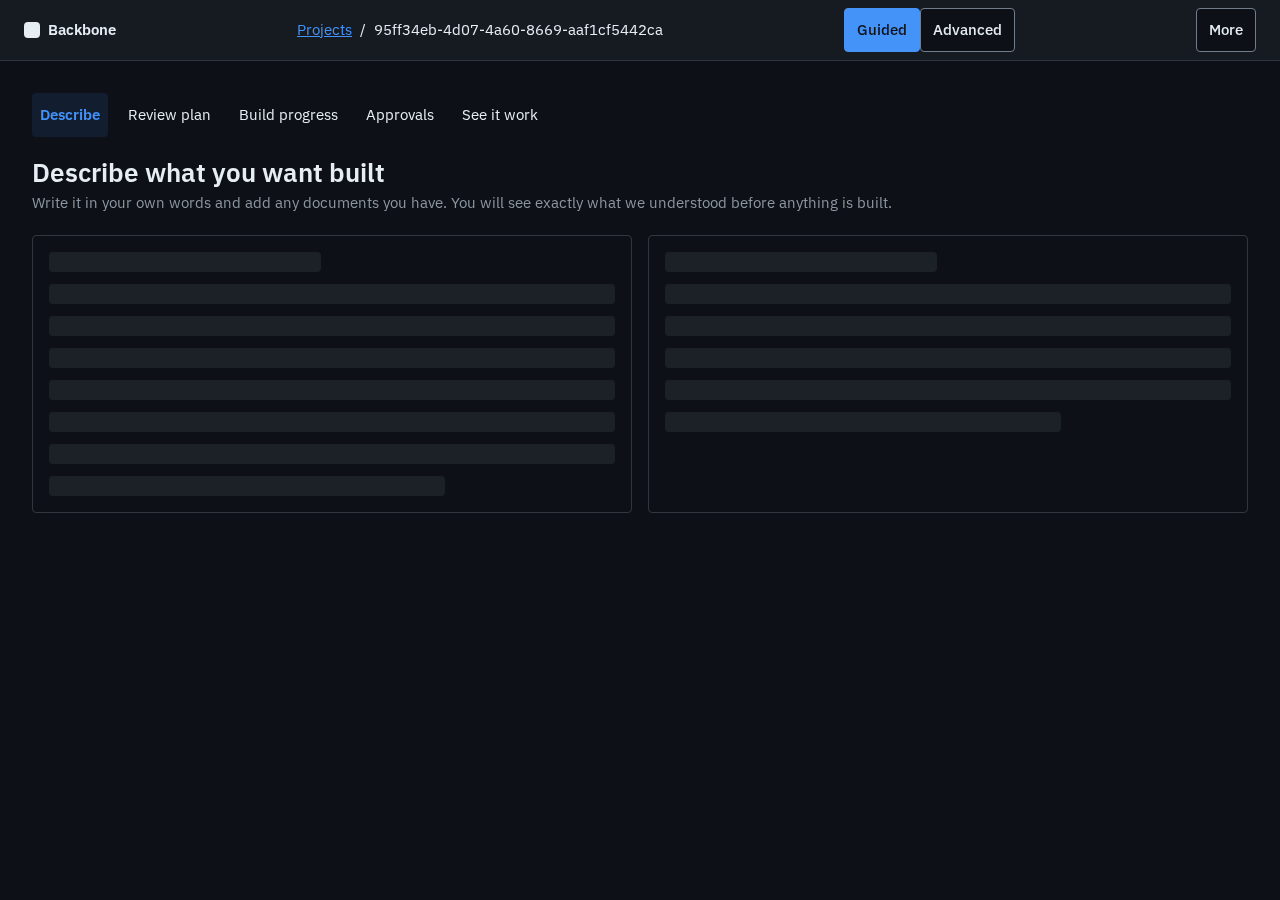 Backbone
Projects / 95ff34eb-4d07-4a60-8669-aaf1cf5442ca
Guided
Advanced
More
Describe
Review plan
Build progress
Approvals
See it work
Describe what you want built
Write it in your own words and add any documents you have. You will see exactly what we understood before anything is built.